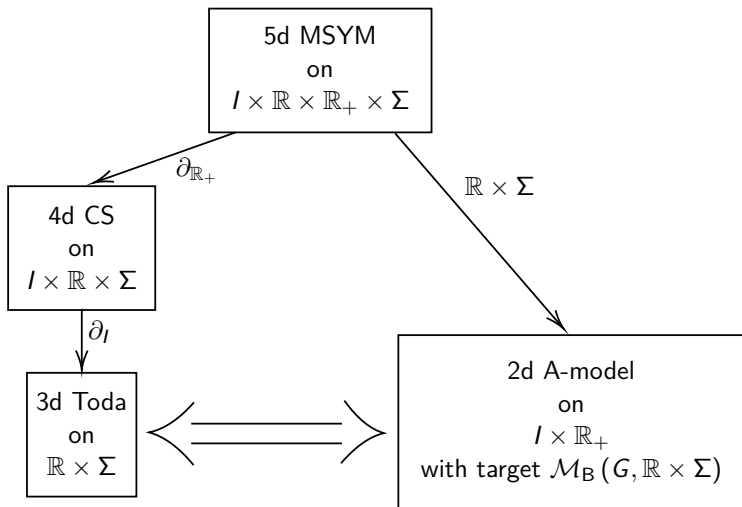 5d MSYM
on
I × ℝ × ℝ₊ × Σ
∂_{ℝ₊}
ℝ × Σ
4d CS
on
I × ℝ × Σ
∂_I
2d A-model
on
I × ℝ₊
with target ℳ_B (G, ℝ × Σ)
3d Toda
on
ℝ × Σ